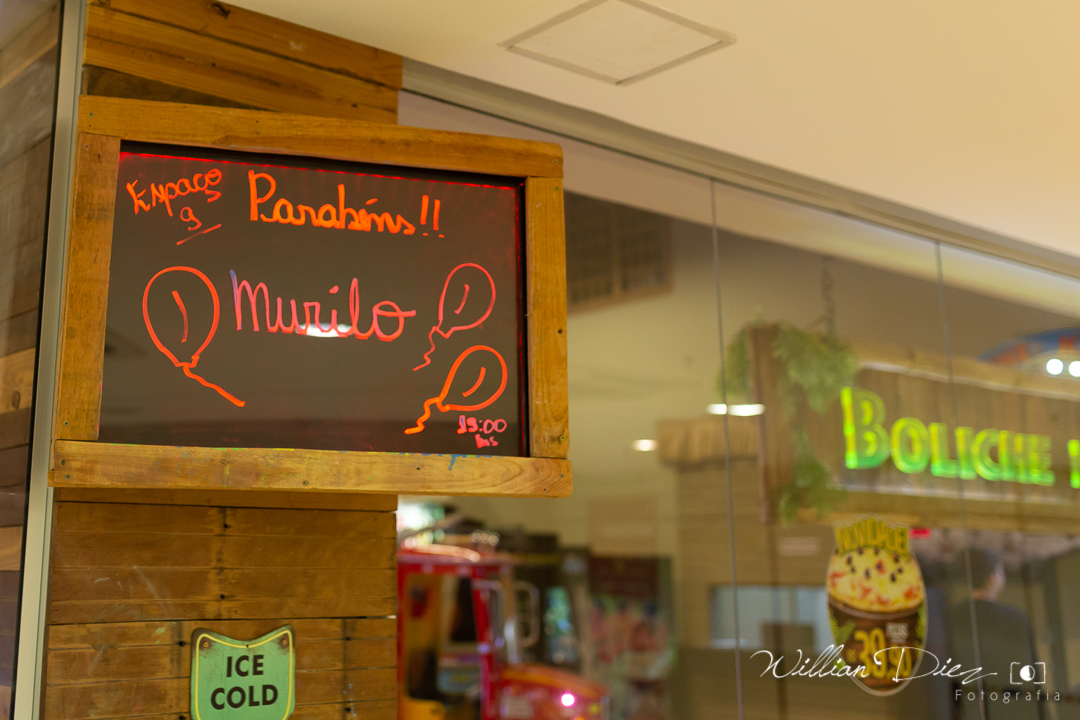 Espaço
9
Parabéns!!
Murilo
19:00
hs
BOLICHE
ICE
COLD
Willian Diez
Fotografia